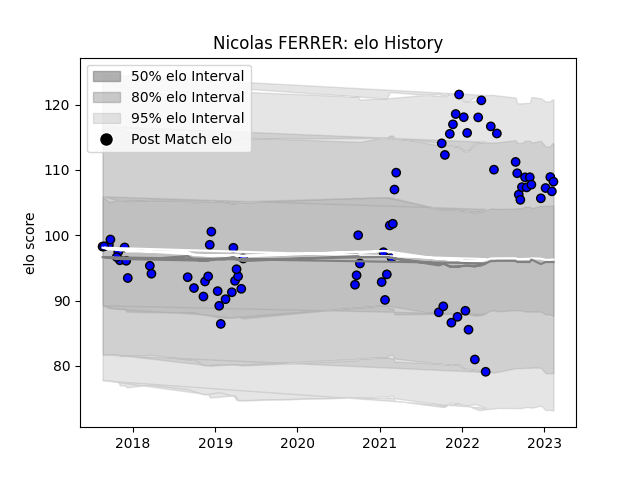 Nicolas FERRER: elo History
50% elo Interval
80% elo Interval
95% elo Interval
Post Match elo
elo score
120
110
100
90
80
2018
2019
2020
2021
2022
2023